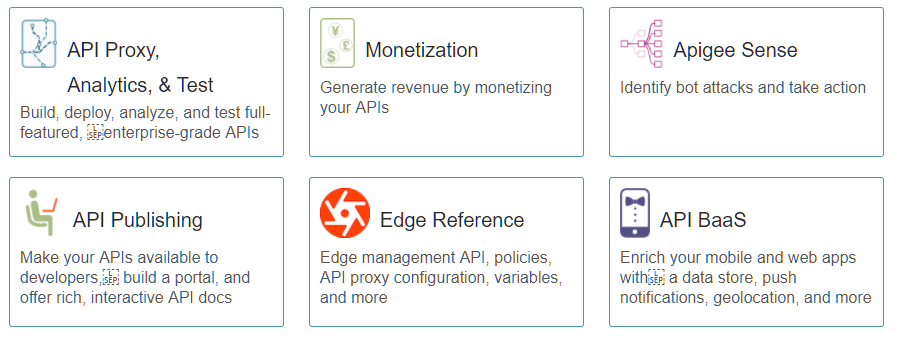 API Proxy,
Analytics, & Test
Build, deploy, analyze, and test full-
featured, SEP enterprise-grade APIs
Monetization
Generate revenue by monetizing
your APIs
Apigee Sense
Identify bot attacks and take action
API Publishing
Make your APIs available to
developers,SEP build a portal, and
offer rich, interactive API docs
Edge Reference
Edge management API, policies,
API proxy configuration, variables,
and more
API BaaS
Enrich your mobile and web apps
withSEP a data store, push
notifications, geolocation, and more